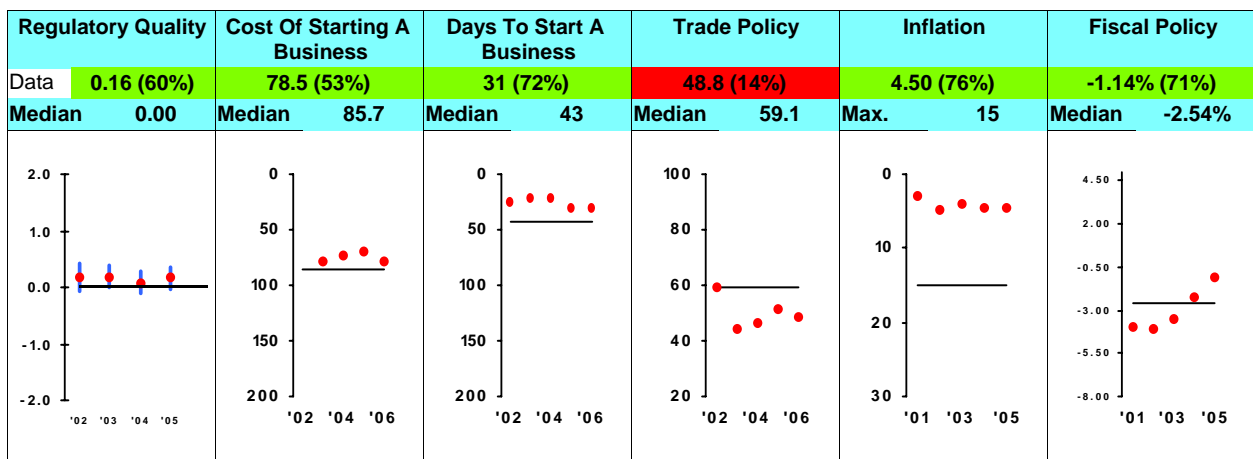 Regulatory Quality
Cost Of Starting A
Business
Days To Start A
Business
Trade Policy
Inflation
Fiscal Policy
Data 0.16 (60%) 78.5 (53%) 31 (72%) 48.8 (14%) 4.50 (76%) -1.14% (71%)
Median 0.00 Median 85.7 Median 43 Median 59.1 Max. 15 Median -2.54%
2.0
1.0
0.0
-1.0
-2.0
'02 '03 '04 '05
0
50
100
150
200
'02 '04 '06
0
50
100
150
200
'02 '04 '06
100
80
60
40
20
'02 '04 '06
0
10
20
30
'01 '03 '05
4.50
2.00
-0.50
-3.00
-5.50
-8.00
'01 '03 '05